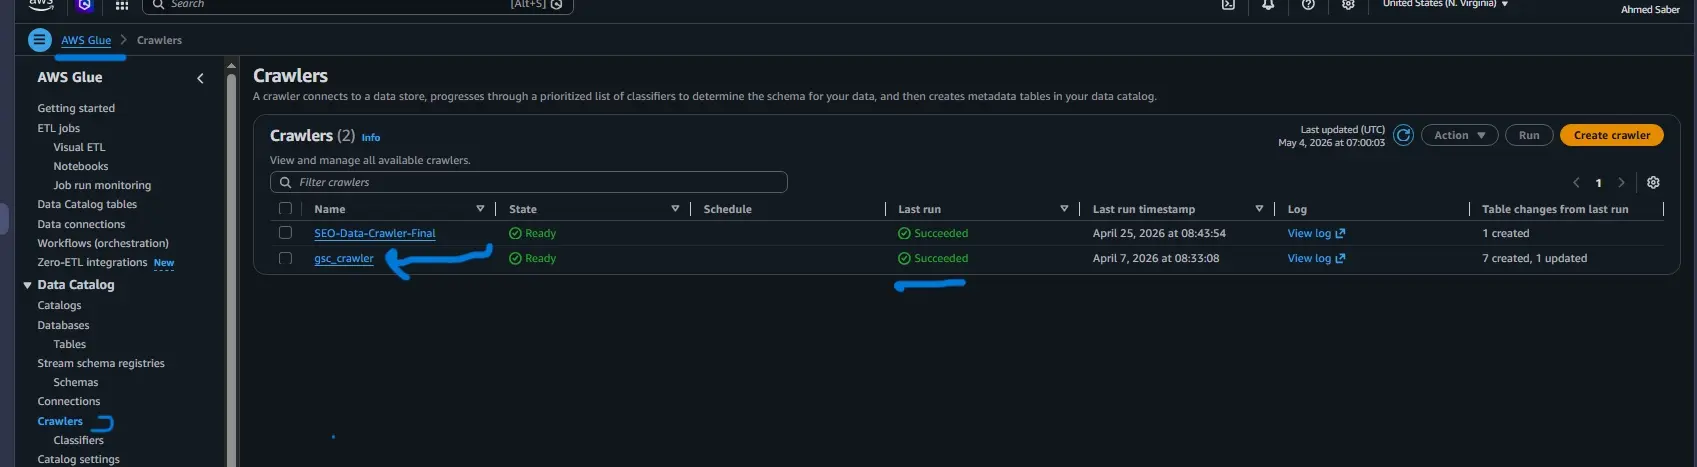 aws
Search [Alt+S]
United States (N. Virginia) ▼
Ahmed Saber
AWS Glue > Crawlers
AWS Glue
Getting started
ETL jobs
Visual ETL
Notebooks
Job run monitoring
Data Catalog tables
Data connections
Workflows (orchestration)
Zero-ETL integrations New
Data Catalog
Catalogs
Databases
Tables
Stream schema registries
Schemas
Connections
Crawlers
Classifiers
Catalog settings
Crawlers
A crawler connects to a data store, progresses through a prioritized list of classifiers to determine the schema for your data, and then creates metadata tables in your data catalog.
Crawlers (2) Info
Last updated (UTC)
May 4, 2026 at 07:00:03
Action Run Create crawler
View and manage all available crawlers.
Filter crawlers
1
Name State Schedule Last run Last run timestamp Log Table changes from last run
SEO-Data-Crawler-Final Ready Succeeded April 25, 2026 at 08:43:54 View log 1 created
gsc_crawler Ready Succeeded April 7, 2026 at 08:33:08 View log 7 created, 1 updated